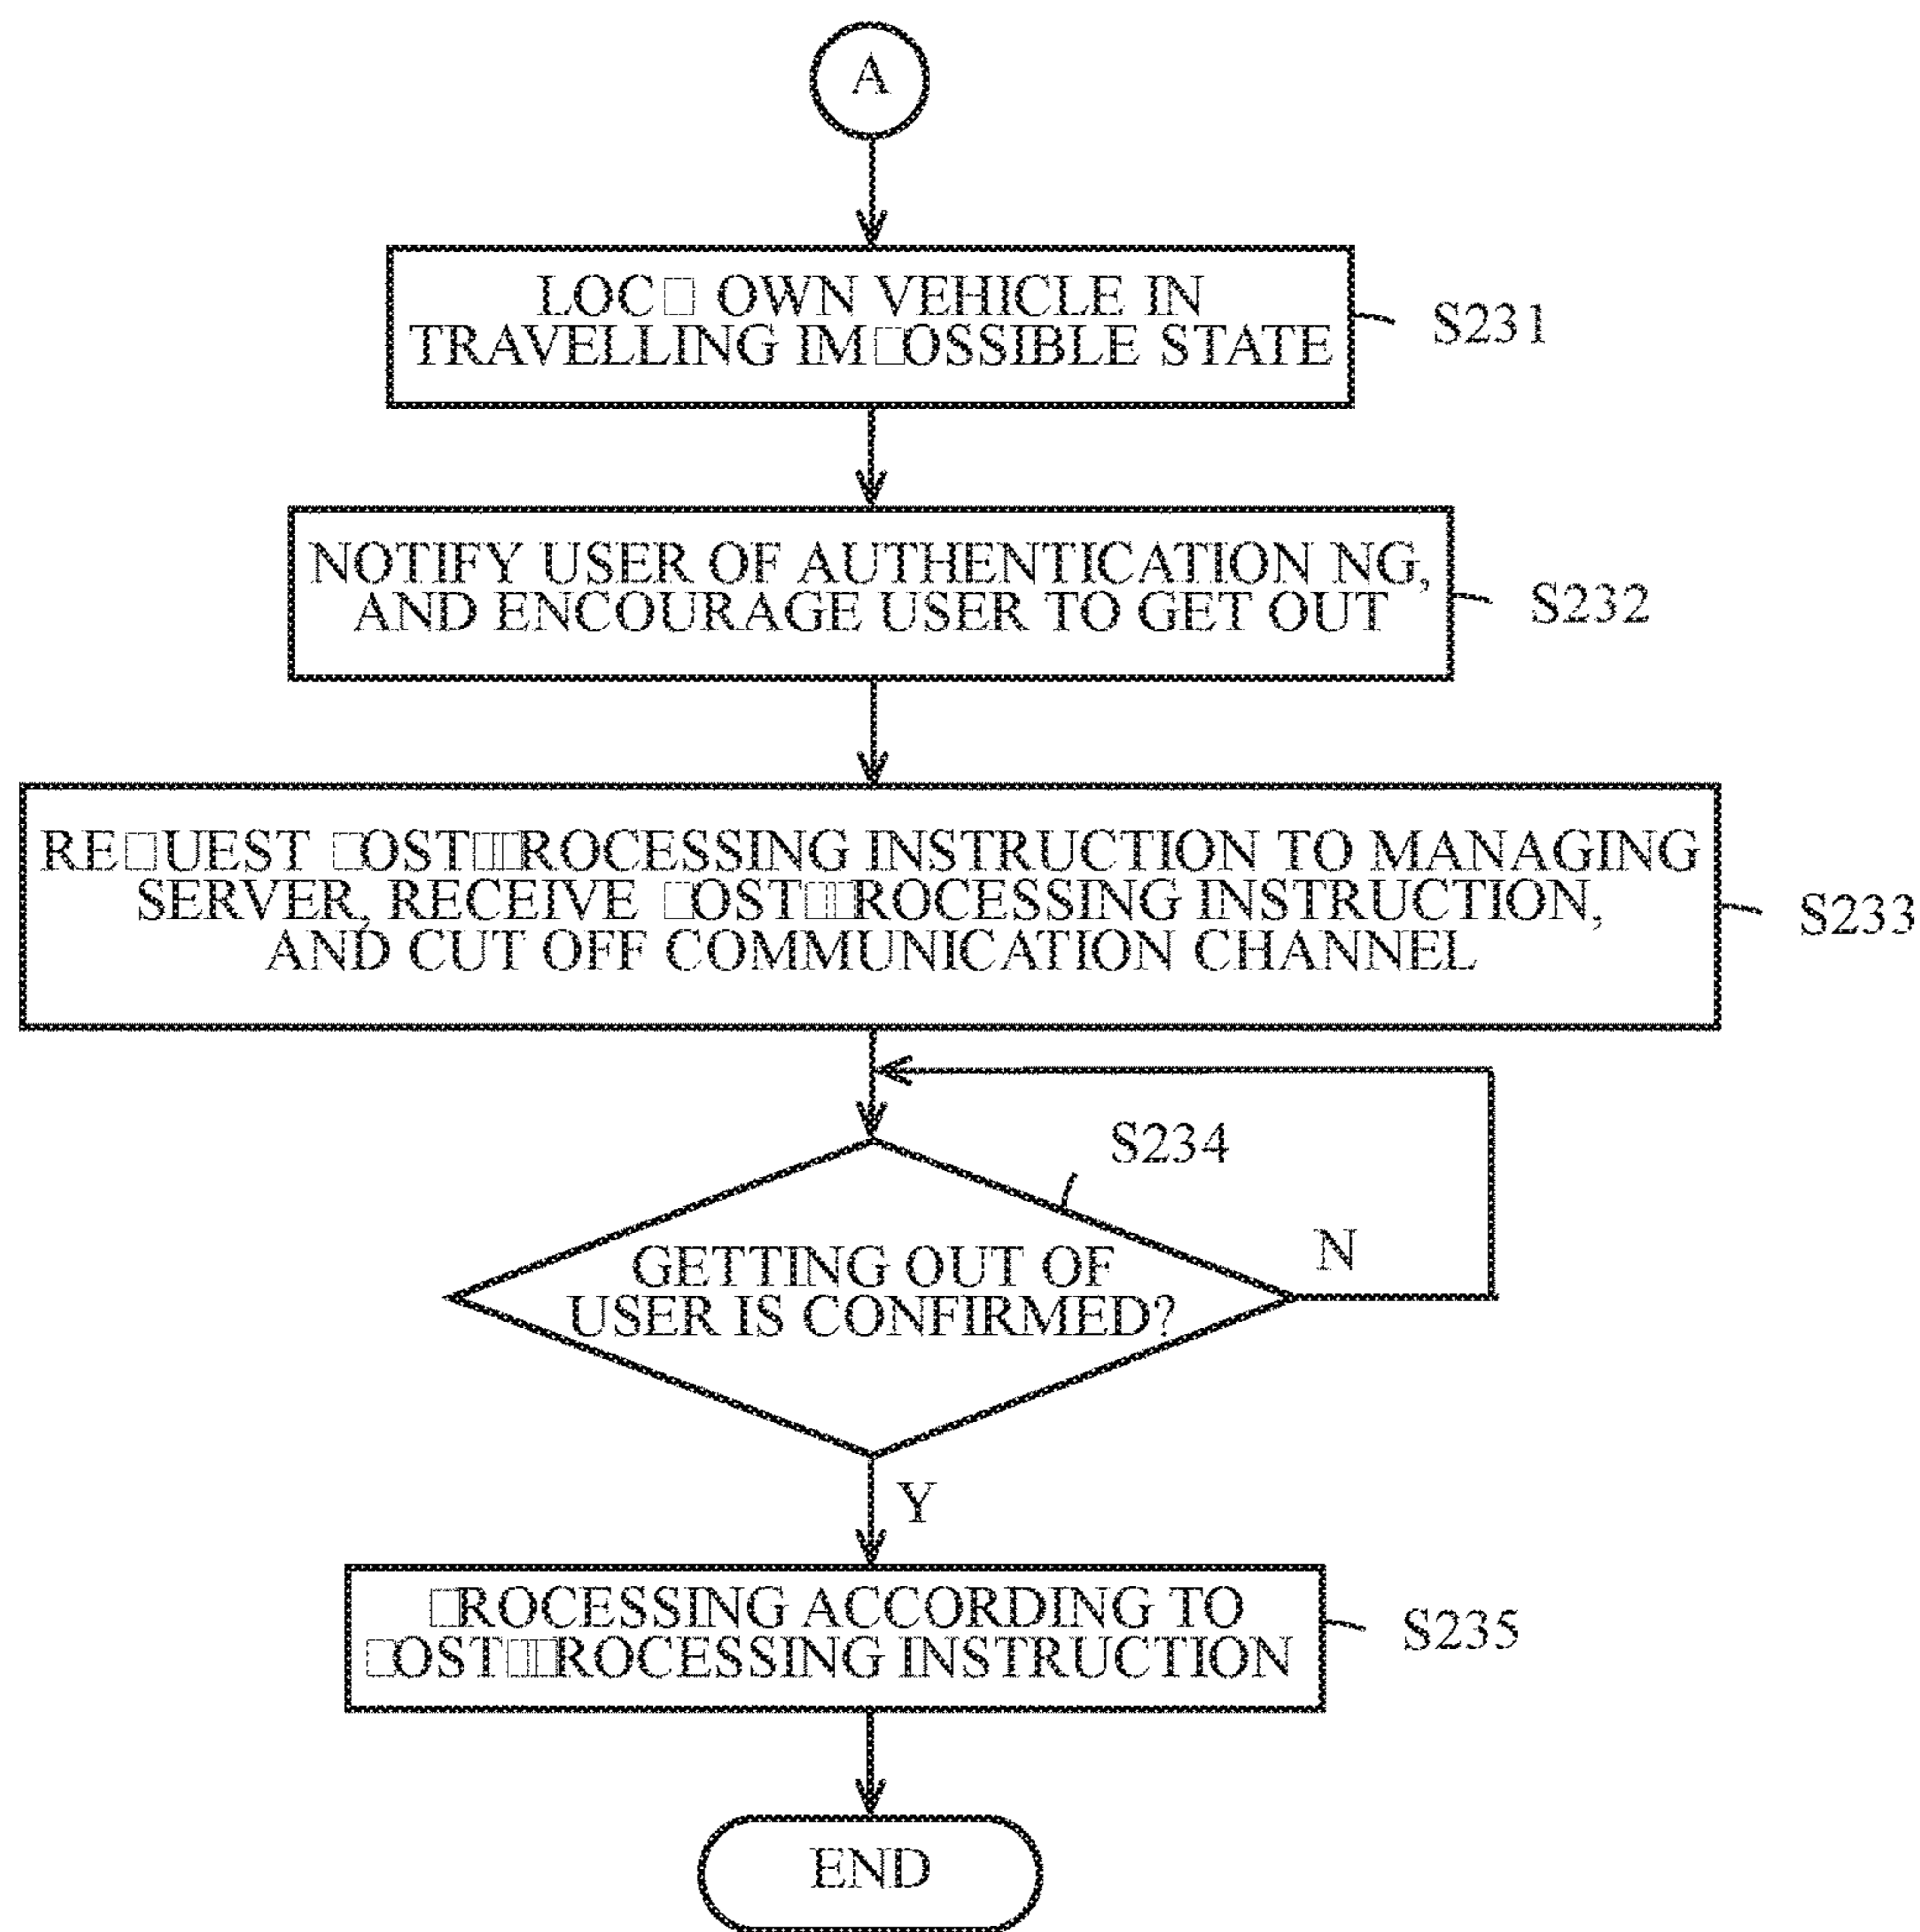 A
LOC□ OWN VEHICLE IN
TRAVELLING IM□OSSIBLE STATE
S231
NOTIFY USER OF AUTHENTICATION NG,
AND ENCOURAGE USER TO GET OUT
S232
RE□UEST □OST□□ROCESSING INSTRUCTION TO MANAGING
SERVER, RECEIVE □OST□□ROCESSING INSTRUCTION,
AND CUT OFF COMMUNICATION CHANNEL
S233
S234
GETTING OUT OF
USER IS CONFIRMED?
N
Y
□ROCESSING ACCORDING TO
□OST□□ROCESSING INSTRUCTION
S235
END